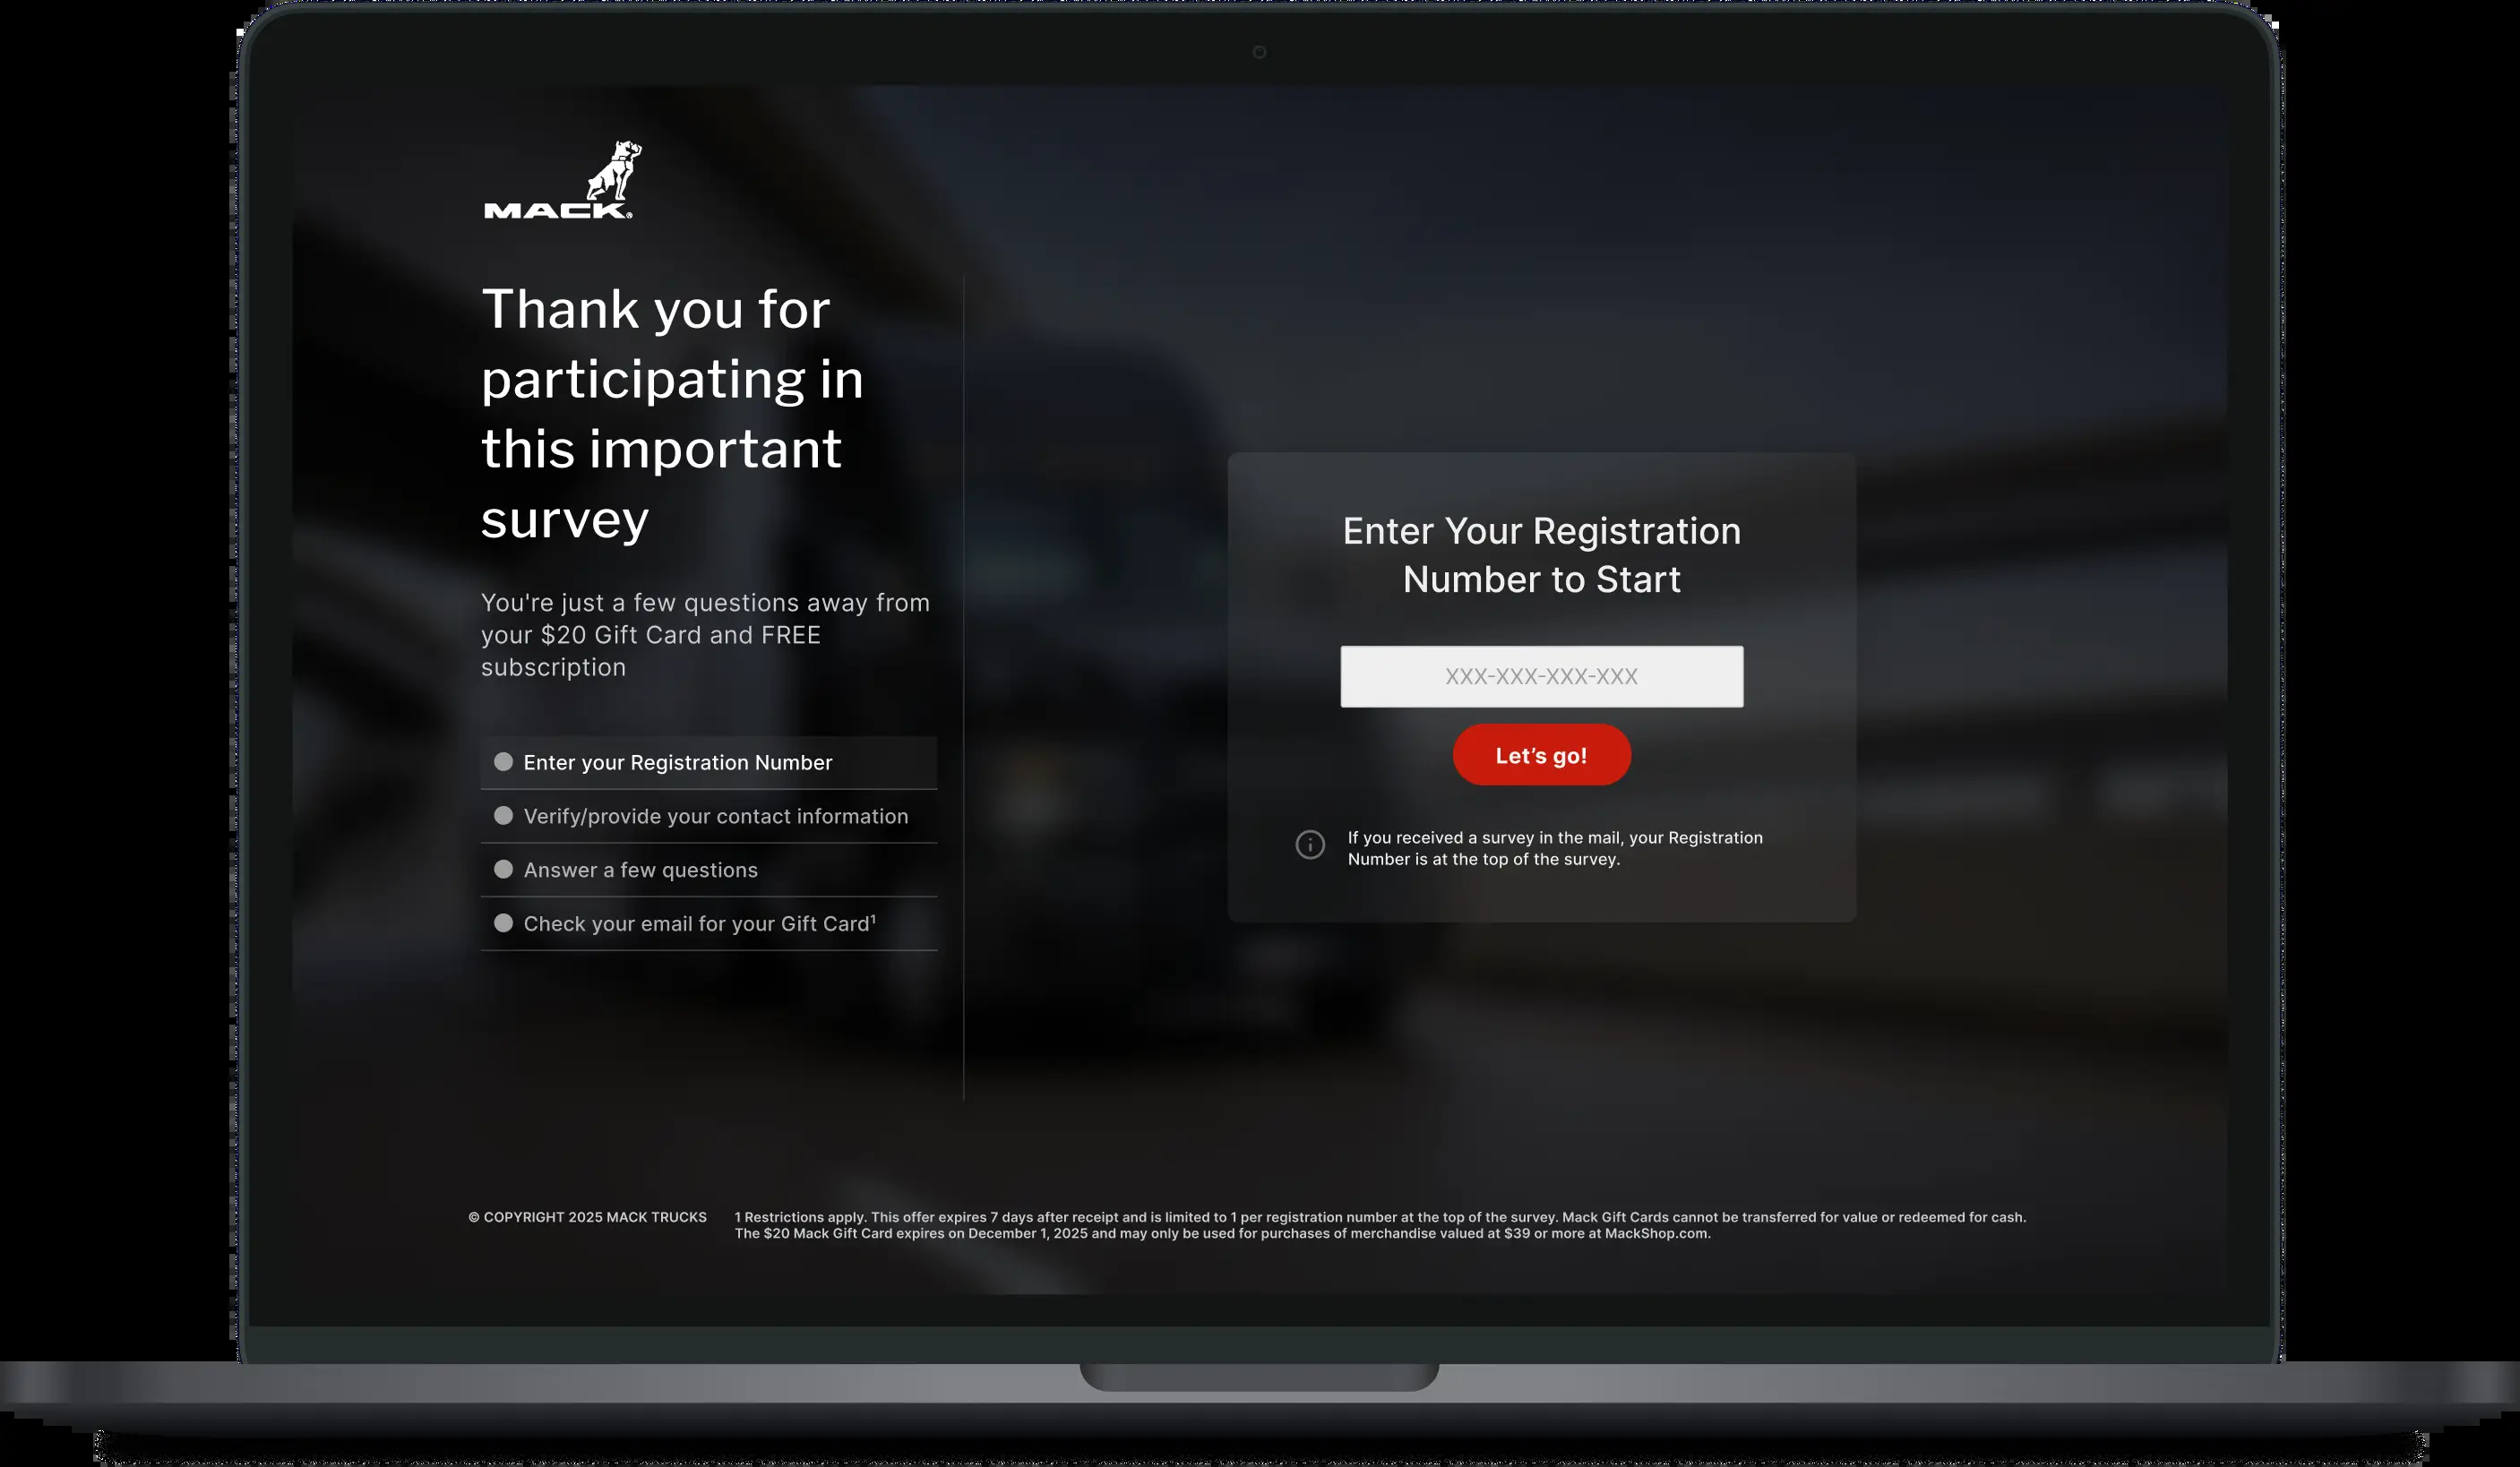 MACK®
Thank you for
participating in
this important
survey
You're just a few questions away from
your $20 Gift Card and FREE
subscription
Enter your Registration Number
Verify/provide your contact information
Answer a few questions
Check your email for your Gift Card¹
Enter Your Registration
Number to Start
XXX-XXX-XXX-XXX
Let’s go!
If you received a survey in the mail, your Registration
Number is at the top of the survey.
© COPYRIGHT 2025 MACK TRUCKS
1 Restrictions apply. This offer expires 7 days after receipt and is limited to 1 per registration number at the top of the survey. Mack Gift Cards cannot be transferred for value or redeemed for cash.
The $20 Mack Gift Card expires on December 1, 2025 and may only be used for purchases of merchandise valued at $39 or more at MackShop.com.